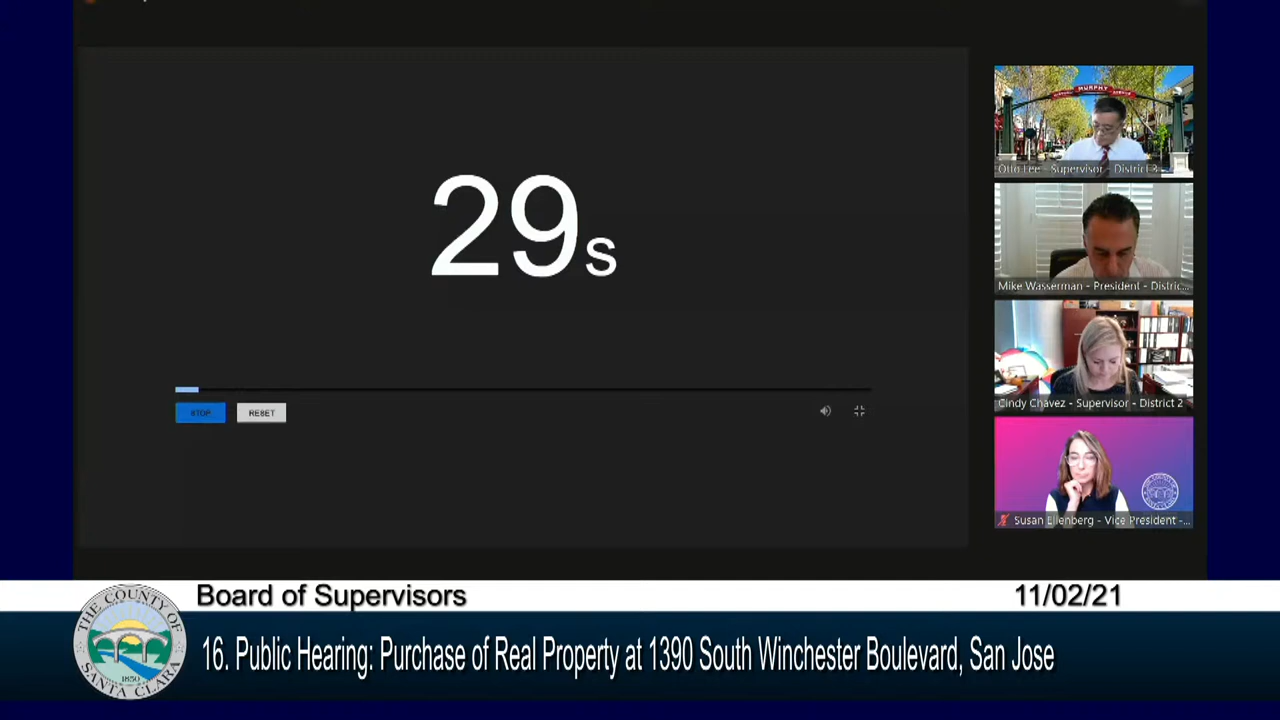 29s
STOP
RESET
MURPHY
Otto Lee - Supervisor - District 3
Mike Wasserman - President - Distric...
Cindy Chavez - Supervisor - District 2
Susan Ellenberg - Vice President -...
Board of Supervisors
11/02/21
THE COUNTY OF
SANTA CLARA
1850
16. Public Hearing: Purchase of Real Property at 1390 South Winchester Boulevard, San Jose